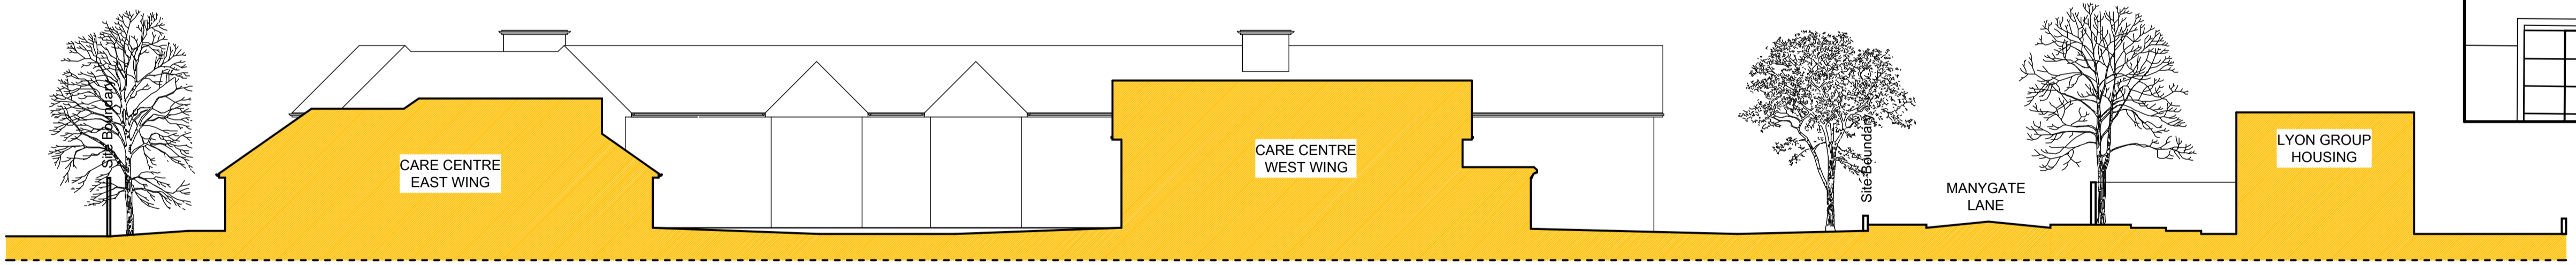 Site Boundary
CARE CENTRE
EAST WING
CARE CENTRE
WEST WING
Site Boundary
MANYGATE
LANE
LYON GROUP
HOUSING